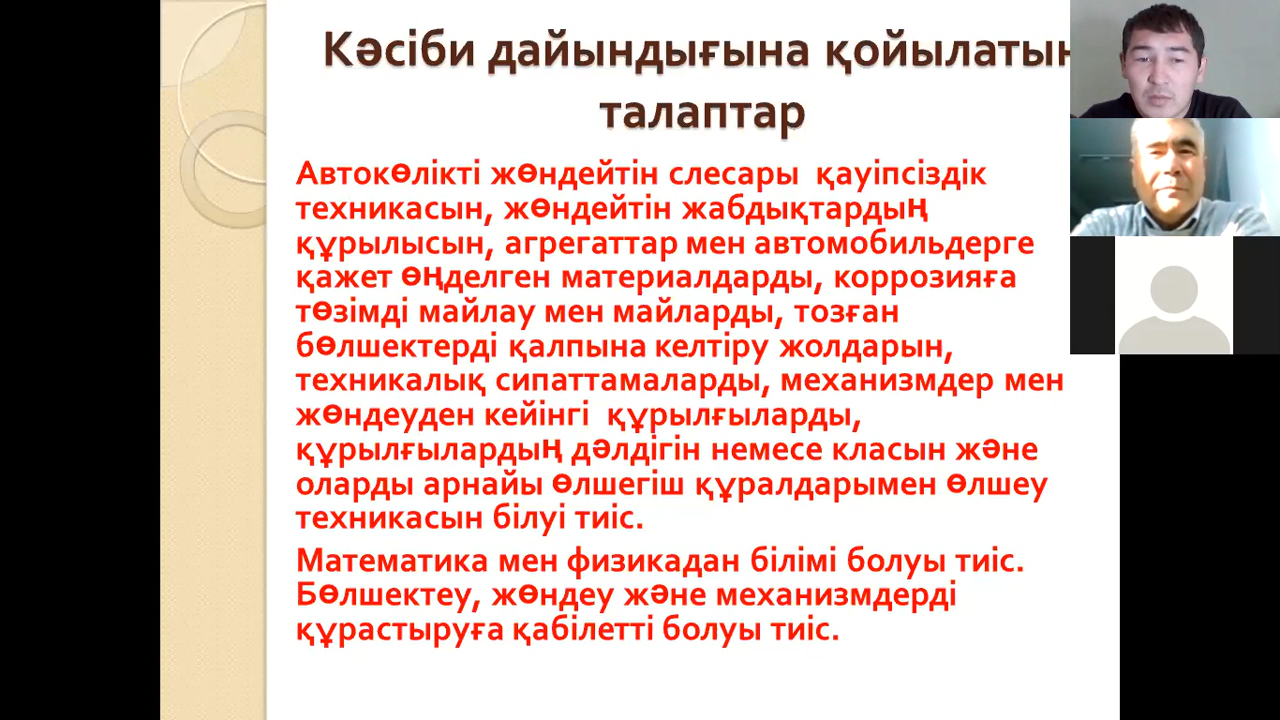 Кәсіби дайындығына қойылатын
талаптар
Автокөлікті жөндейтін слесары қауіпсіздік
техникасын, жөндейтін жабдықтардың
құрылысын, агрегаттар мен автомобильдерге
қажет өңделген материалдарды, коррозияға
төзімді майлау мен майларды, тозған
бөлшектерді қалпына келтіру жолдарын,
техникалық сипаттамаларды, механизмдер мен
жөндеуден кейінгі құрылғыларды,
құрылғылардың дәлдігін немесе класын және
оларды арнайы өлшегіш құралдарымен өлшеу
техникасын білуі тиіс.
Математика мен физикадан білімі болуы тиіс.
Бөлшектеу, жөндеу және механизмдерді
құрастыруға қабілетті болуы тиіс.